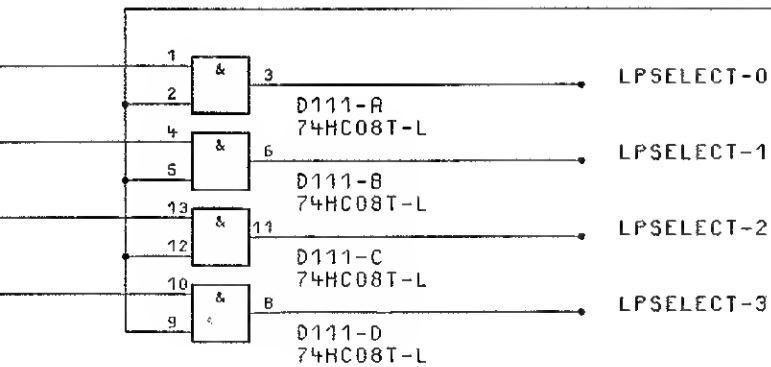 1
&
3
LPSELECT-0
2
D111-A
74HC08T-L
4
&
6
LPSELECT-1
5
D111-B
74HC08T-L
13
&
11
LPSELECT-2
12
D111-C
74HC08T-L
10
&
8
LPSELECT-3
9
D111-D
74HC08T-L